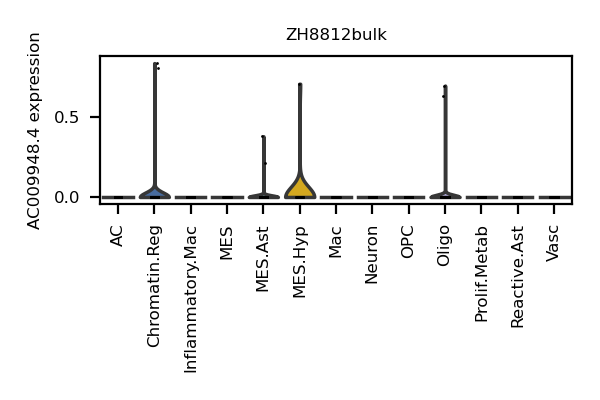 ZH8812bulk
AC009948.4 expression
0.5
0.0
AC
Chromatin.Reg
Inflammatory.Mac
MES
MES.Ast
MES.Hyp
Mac
Neuron
OPC
Oligo
Prolif.Metab
Reactive.Ast
Vasc